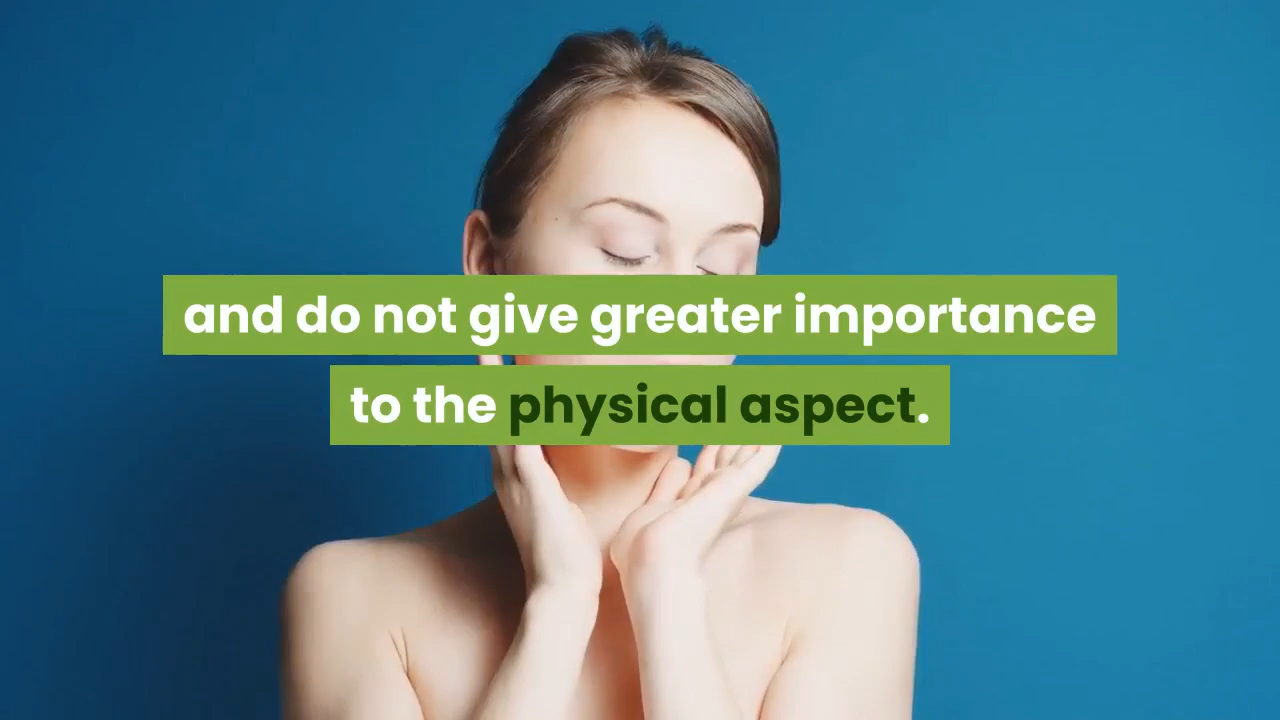 and do not give greater importance
to the physical aspect.